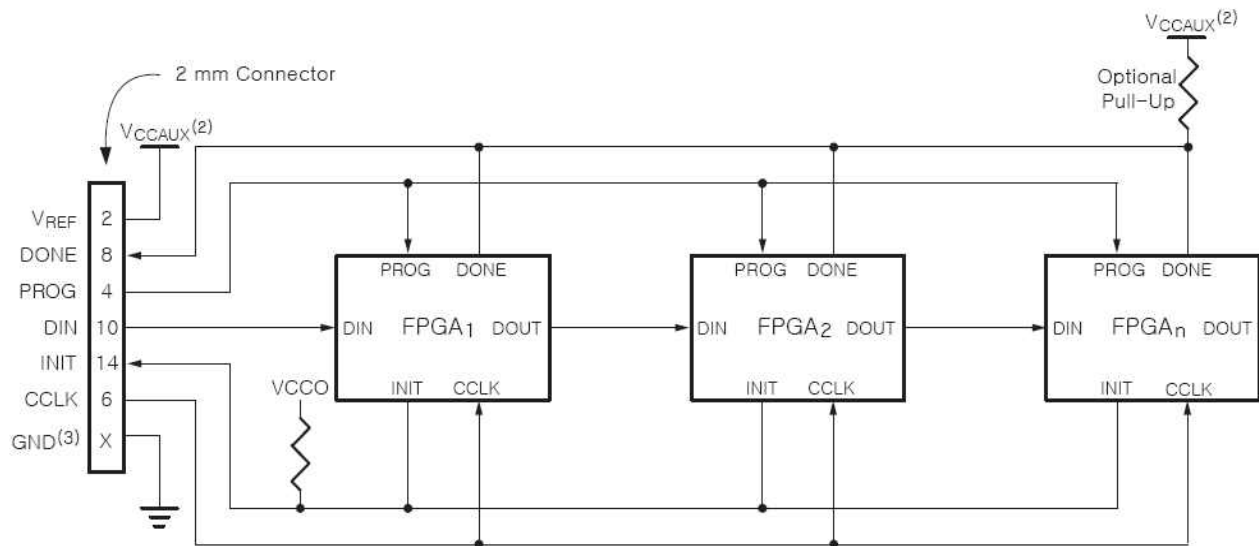 VCCAUX(2)
2 mm Connector
Optional
Pull-Up
VCCAUX(2)
VREF 2
DONE 8
PROG 4
DIN 10
INIT 14
CCLK 6
GND(3) X
PROG DONE
DIN FPGA1 DOUT
INIT CCLK
PROG DONE
DIN FPGA2 DOUT
INIT CCLK
PROG DONE
DIN FPGAn DOUT
INIT CCLK
VCCO